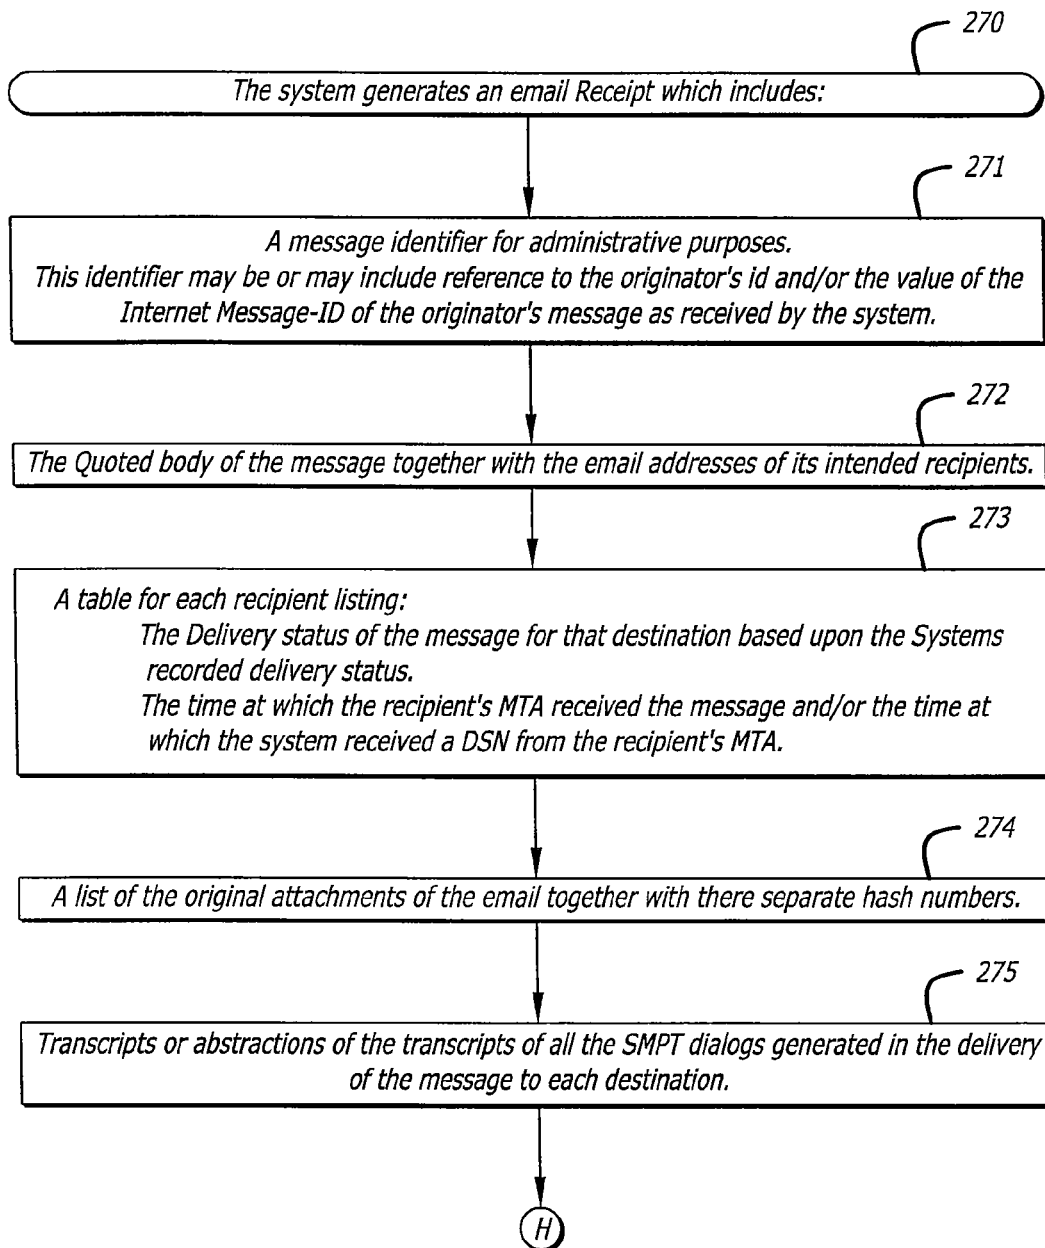 270
The system generates an email Receipt which includes:
271
A message identifier for administrative purposes.
This identifier may be or may include reference to the originator's id and/or the value of the
Internet Message-ID of the originator's message as received by the system.
272
The Quoted body of the message together with the email addresses of its intended recipients.
273
A table for each recipient listing:
The Delivery status of the message for that destination based upon the Systems
recorded delivery status.
The time at which the recipient's MTA received the message and/or the time at
which the system received a DSN from the recipient's MTA.
274
A list of the original attachments of the email together with there separate hash numbers.
275
Transcripts or abstractions of the transcripts of all the SMPT dialogs generated in the delivery
of the message to each destination.
H